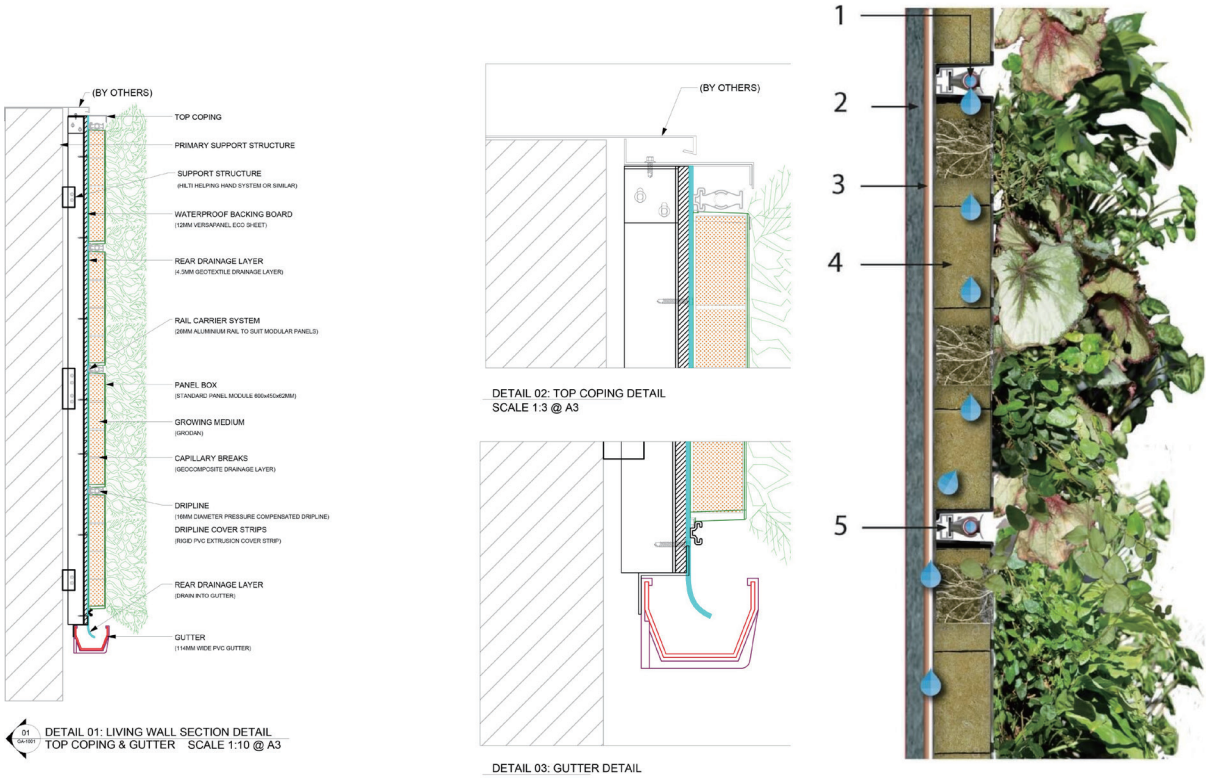 (BY OTHERS)
TOP COPING
PRIMARY SUPPORT STRUCTURE
SUPPORT STRUCTURE
(HILTI HELPING HAND SYSTEM OR SIMILAR)
WATERPROOF BACKING BOARD
(12MM VERSAPANEL ECO SHEET)
REAR DRAINAGE LAYER
(4.5MM GEOTEXTILE DRAINAGE LAYER)
RAIL CARRIER SYSTEM
(26MM ALUMINIUM RAIL TO SUIT MODULAR PANELS)
PANEL BOX
(STANDARD PANEL MODULE 600x450x62MM)
GROWING MEDIUM
(GRODAN)
CAPILLARY BREAKS
(GEOCOMPOSITE DRAINAGE LAYER)
DRIPLINE
(16MM DIAMETER PRESSURE COMPENSATED DRIPLINE)
DRIPLINE COVER STRIPS
(RIGID PVC EXTRUSION COVER STRIP)
REAR DRAINAGE LAYER
(DRAIN INTO GUTTER)
GUTTER
(114MM WIDE PVC GUTTER)
01
GA-1001
DETAIL 01: LIVING WALL SECTION DETAIL
TOP COPING & GUTTER SCALE 1:10 @ A3
(BY OTHERS)
DETAIL 02: TOP COPING DETAIL
SCALE 1:3 @ A3
DETAIL 03: GUTTER DETAIL
1
2
3
4
5